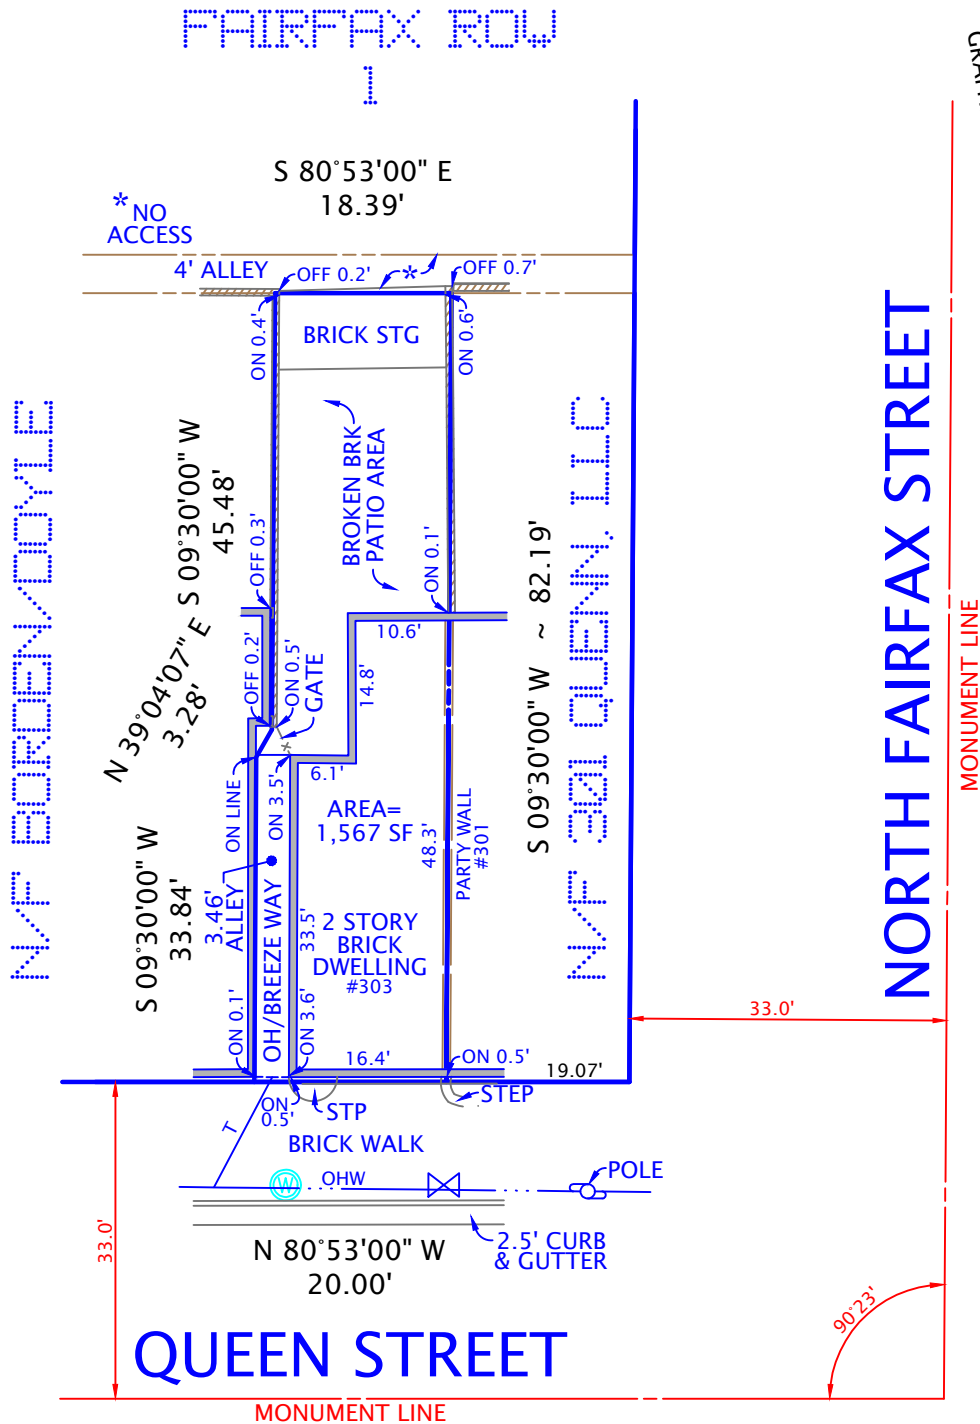 FAIRFAX ROW
1
S 80°53'00" E
18.39'
*NO
ACCESS
4' ALLEY
OFF 0.2'
*
OFF 0.7'
ON 0.4'
BRICK STG
ON 0.6'
N/F BORDEN/DOYLE
S 09°30'00" W
45.48'
BROKEN BRK
PATIO AREA
OFF 0.3'
ON 0.1'
S 09°30'00" W ~ 82.19'
N/F 301 QUENN, LLC
NORTH FAIRFAX STREET
MONUMENT LINE
10.6'
14.8'
OFF 0.2'
ON 0.5'
GATE
N 39°04'07" E
3.28'
6.1'
ON LINE
ON 3.5'
AREA=
1,567 SF
48.3'
PARTY WALL
#301
S 09°30'00" W
33.84'
3.46'
ALLEY
OH/BREEZE WAY
33.5'
2 STORY
BRICK
DWELLING
#303
ON 0.1'
ON 3.6'
16.4'
ON 0.5'
19.07'
33.0'
ON
0.5'
STP
STEP
BRICK WALK
T
W
OHW
POLE
2.5' CURB
& GUTTER
N 80°53'00" W
20.00'
33.0'
90°23'
QUEEN STREET
MONUMENT LINE